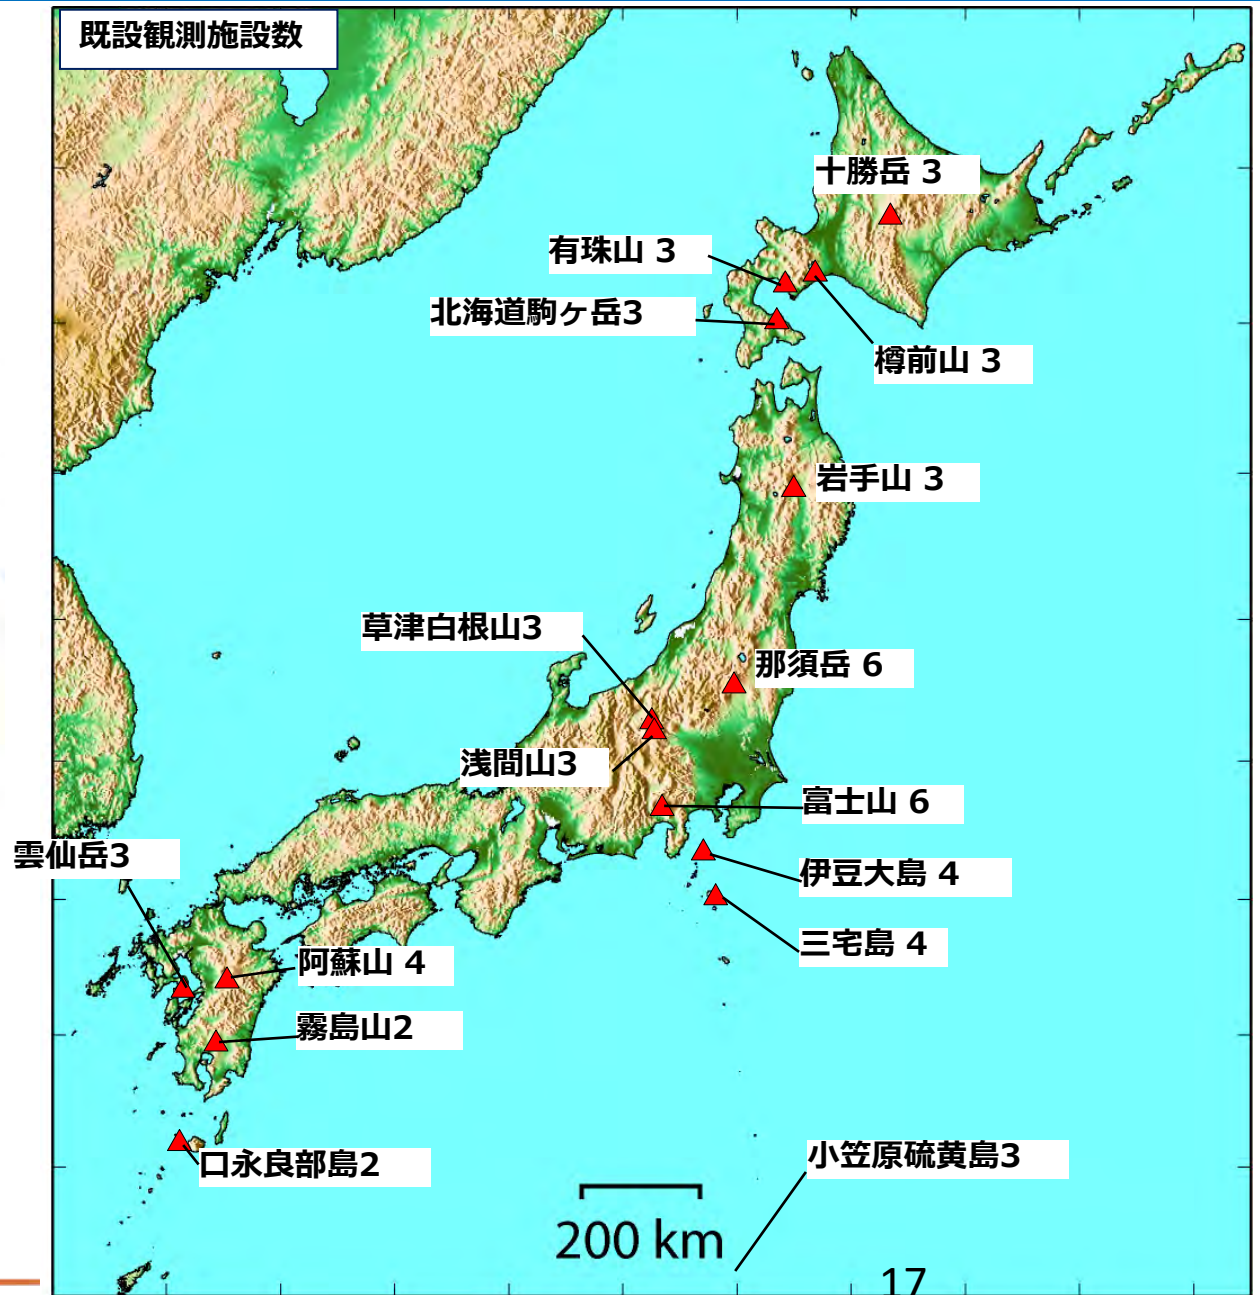 既設観測施設数
十勝岳 3
有珠山 3
北海道駒ヶ岳3
樽前山 3
岩手山 3
草津白根山3
那須岳 6
浅間山3
富士山 6
雲仙岳3
伊豆大島 4
三宅島 4
阿蘇山 4
霧島山2
口永良部島2
小笠原硫黄島3
200 km
17